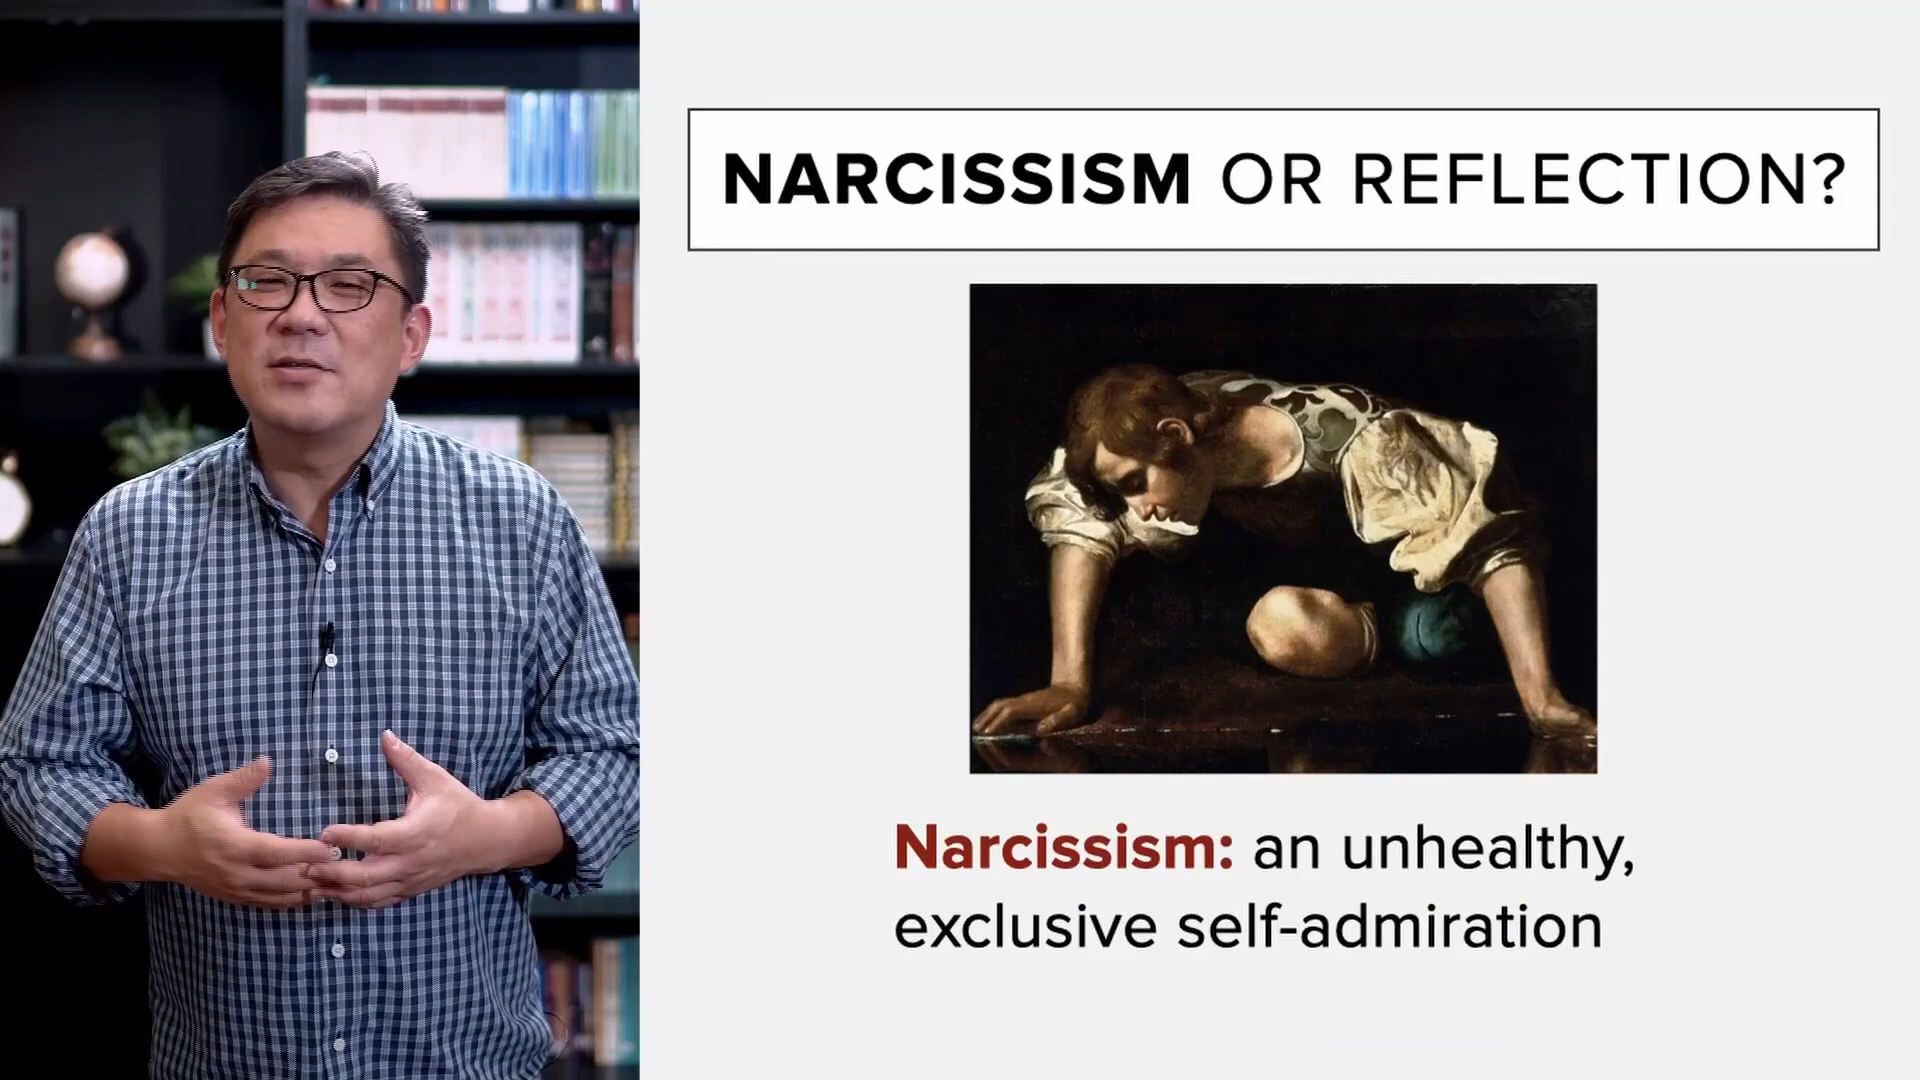 NARCISSISM OR REFLECTION?
Narcissism: an unhealthy,
exclusive self-admiration